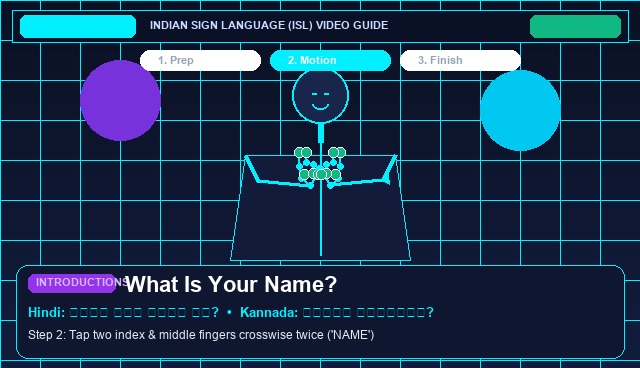 INDIAN SIGN LANGUAGE (ISL) VIDEO GUIDE
1. Prep
2. Motion
3. Finish
INTRODUCTIONS What Is Your Name?
Hindi: ? • Kannada: ?
Step 2: Tap two index & middle fingers crosswise twice ('NAME')